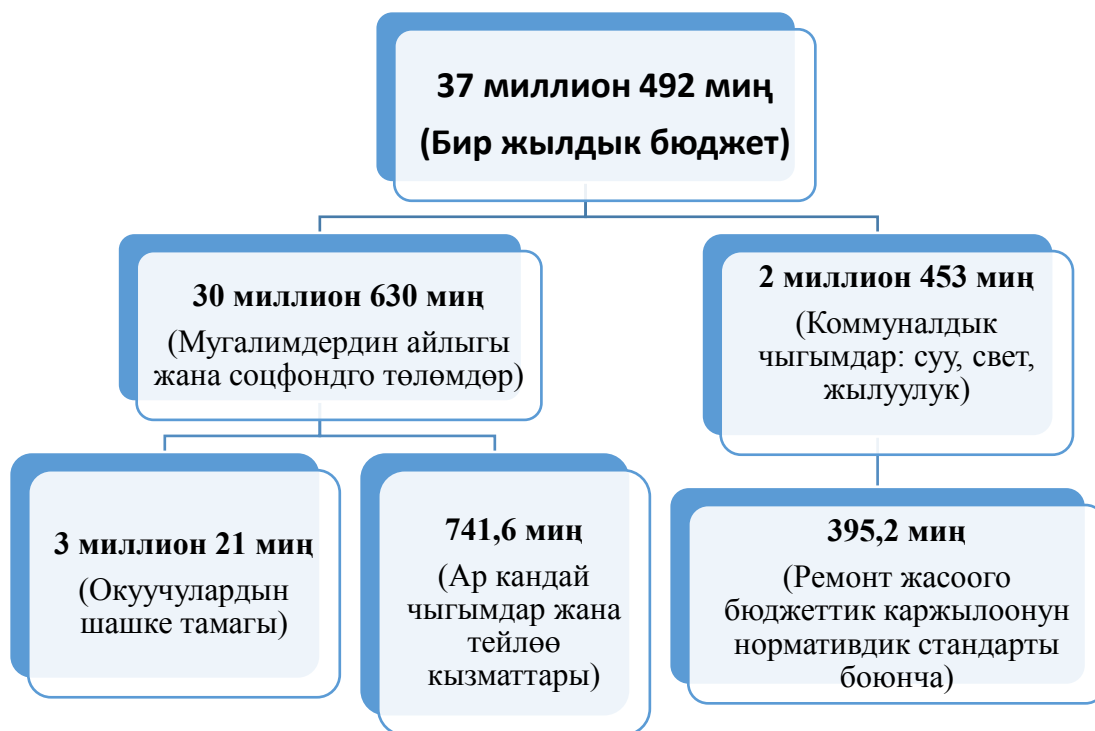 37 миллион 492 миң
(Бир жылдык бюджет)
30 миллион 630 миң
(Мугалимдердин айлыгы
жана соцфондго төлөмдөр)
2 миллион 453 миң
(Коммуналдык
чыгымдар: суу, свет,
жылуулук)
3 миллион 21 миң
(Окуучулардын
шашке тамагы)
741,6 миң
(Ар кандай
чыгымдар жана
тейлөө
кызматтары)
395,2 миң
(Ремонт жасоого
бюджеттик каржылоонун
нормативдик стандарты
боюнча)